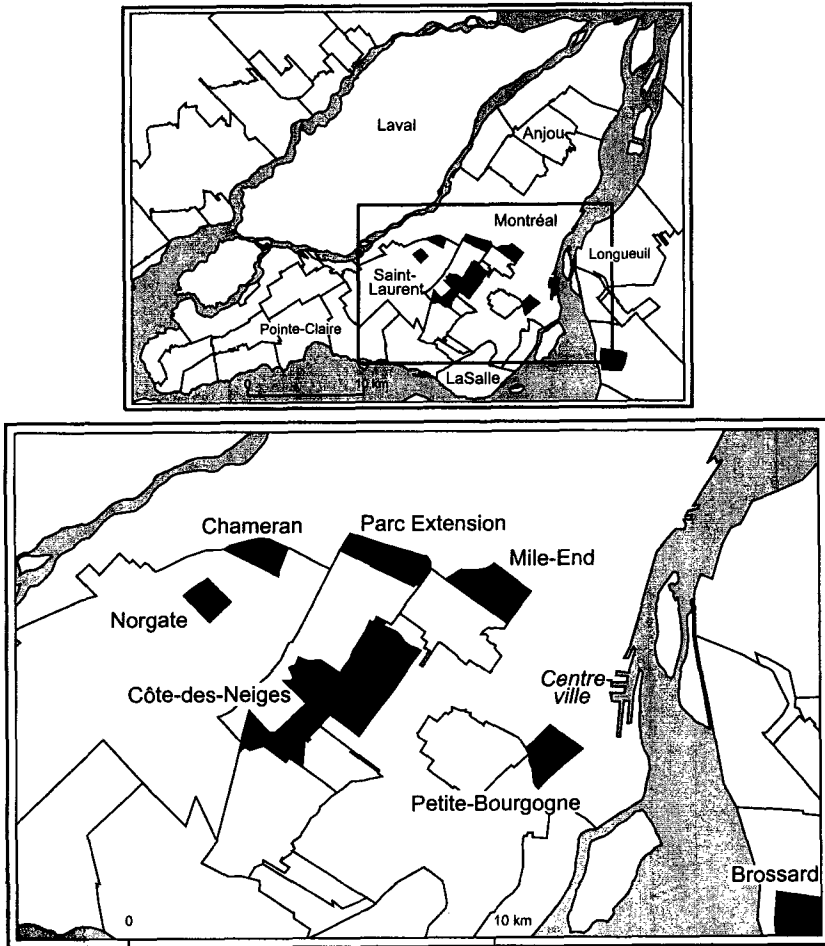 Laval
Anjou
Montréal
Longueuil
Saint-
Laurent
Pointe-Claire
LaSalle
0 10 km
Chameran
Parc Extension
Mile-End
Norgate
Côte-des-Neiges
Centre-
ville
Petite-Bourgogne
Brossard
0 10 km